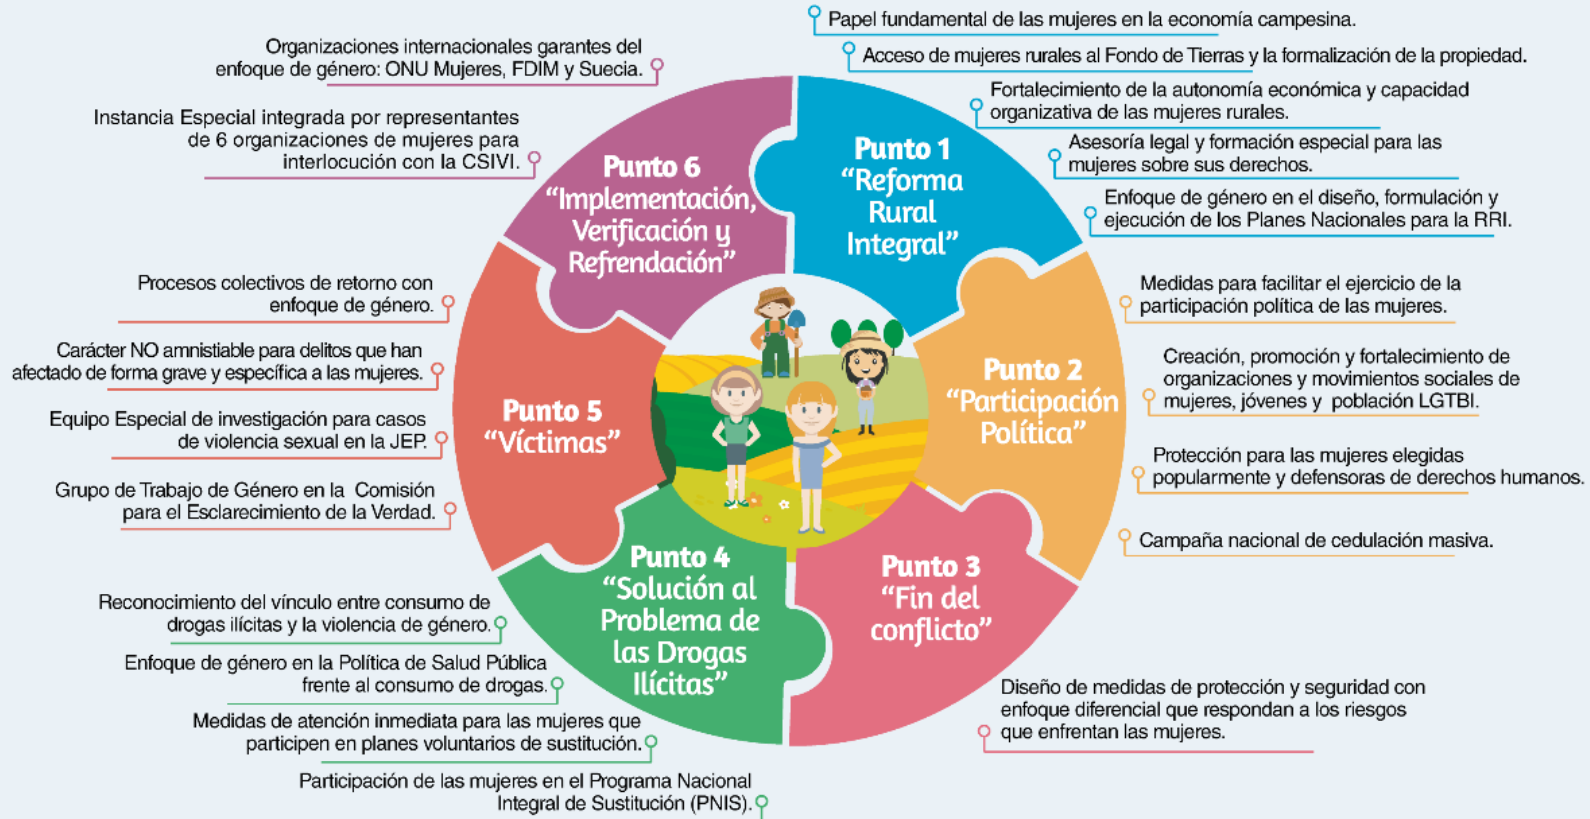 Papel fundamental de las mujeres en la economía campesina.
Acceso de mujeres rurales al Fondo de Tierras y la formalización de la propiedad.
Fortalecimiento de la autonomía económica y capacidad
organizativa de las mujeres rurales.
Asesoría legal y formación especial para las
mujeres sobre sus derechos.
Enfoque de género en el diseño, formulación y
ejecución de los Planes Nacionales para la RRI.
Punto 1
“Reforma
Rural
Integral”
Medidas para facilitar el ejercicio de la
participación política de las mujeres.
Creación, promoción y fortalecimiento de
organizaciones y movimientos sociales de
mujeres, jóvenes y población LGTBI.
Protección para las mujeres elegidas
popularmente y defensoras de derechos humanos.
Campaña nacional de cedulación masiva.
Punto 2
“Participación
Política”
Punto 3
“Fin del
conflicto”
Diseño de medidas de protección y seguridad con
enfoque diferencial que respondan a los riesgos
que enfrentan las mujeres.
Punto 4
“Solución al
Problema de
las Drogas
Ilícitas”
Reconocimiento del vínculo entre consumo de
drogas ilícitas y la violencia de género.
Enfoque de género en la Política de Salud Pública
frente al consumo de drogas.
Medidas de atención inmediata para las mujeres que
participen en planes voluntarios de sustitución.
Participación de las mujeres en el Programa Nacional
Integral de Sustitución (PNIS).
Punto 5
“Víctimas”
Procesos colectivos de retorno con
enfoque de género.
Carácter NO amnistiable para delitos que han
afectado de forma grave y específica a las mujeres.
Equipo Especial de investigación para casos
de violencia sexual en la JEP.
Grupo de Trabajo de Género en la Comisión
para el Esclarecimiento de la Verdad.
Punto 6
“Implementación,
Verificación y
Refrendación”
Organizaciones internacionales garantes del
enfoque de género: ONU Mujeres, FDIM y Suecia.
Instancia Especial integrada por representantes
de 6 organizaciones de mujeres para
interlocución con la CSIVI.